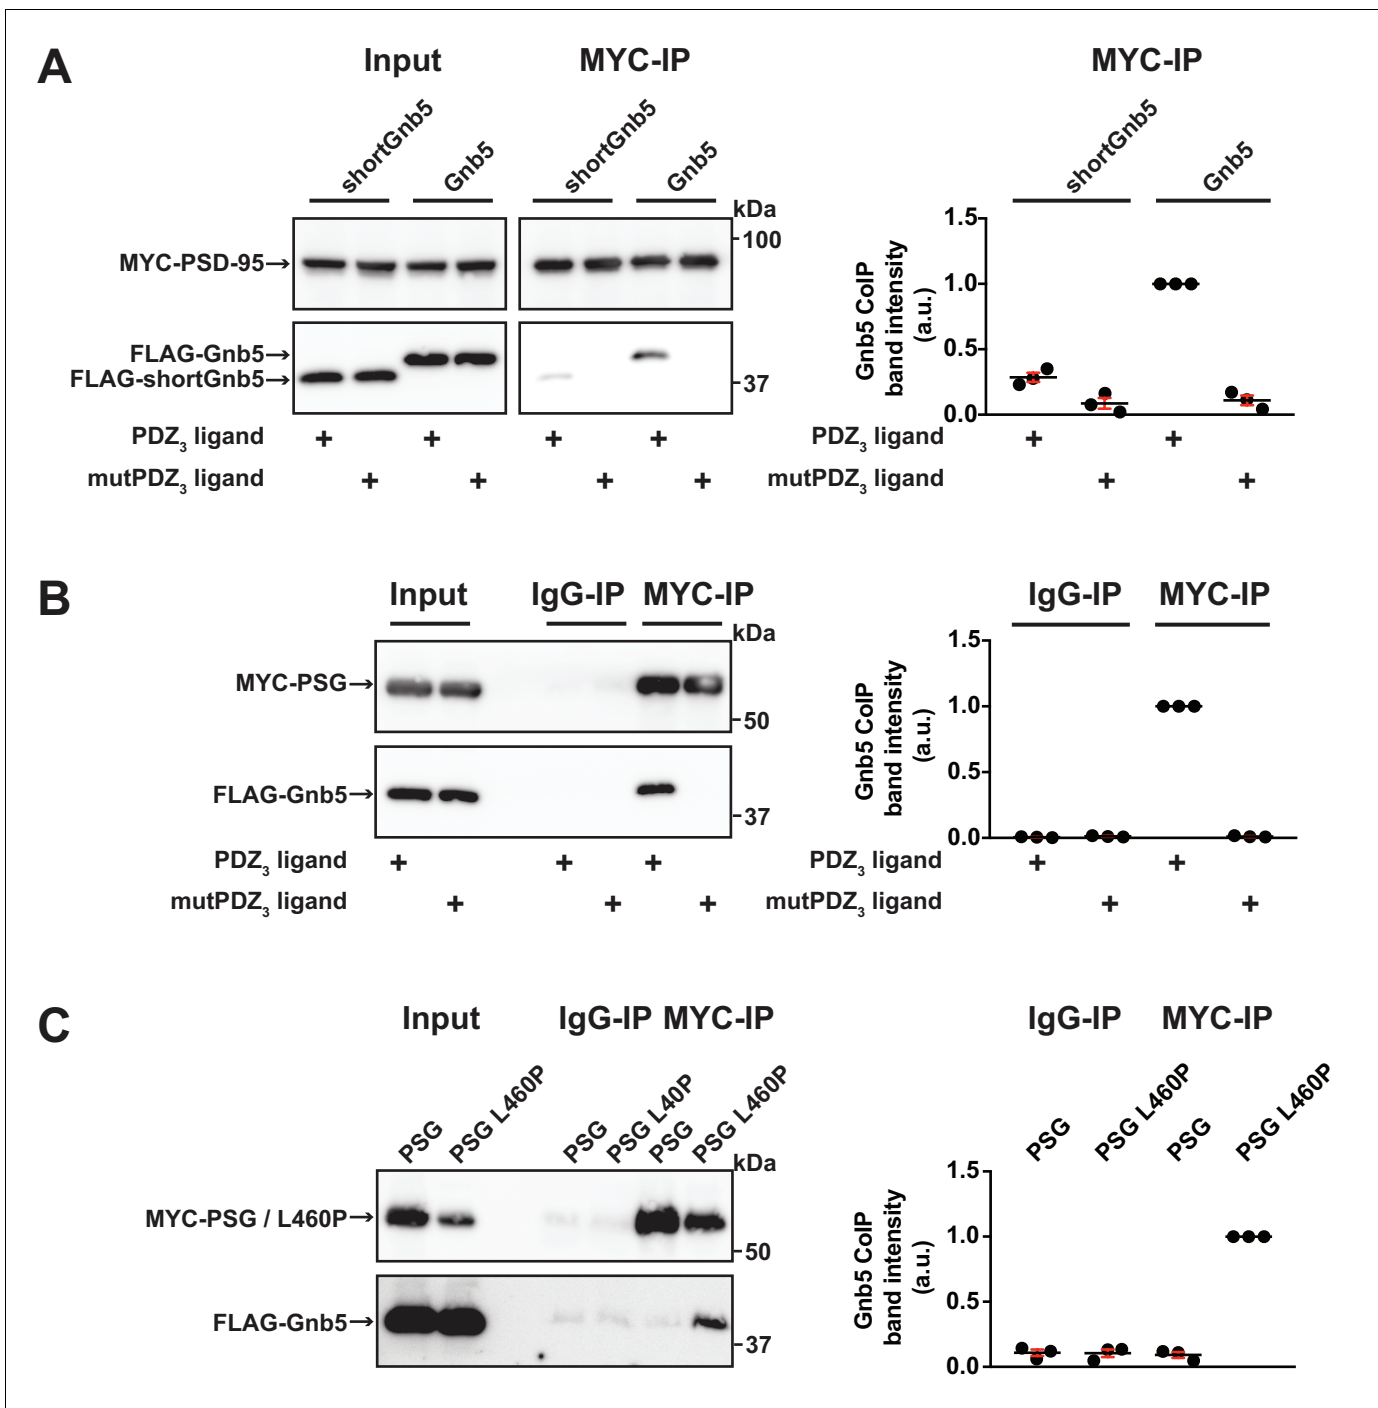 A
Input
MYC-IP
MYC-IP
shortGnb5
Gnb5
shortGnb5
Gnb5
shortGnb5
Gnb5
kDa
100
MYC-PSD-95→
FLAG-Gnb5→
FLAG-shortGnb5→
37
PDZ3 ligand
+ + + +
mutPDZ3 ligand
+ + + +
Gnb5 CoIP
band intensity
(a.u.)
1.5
1.0
0.5
0.0
PDZ3 ligand
+ +
mutPDZ3 ligand
+ +
B
Input
IgG-IP
MYC-IP
IgG-IP
MYC-IP
kDa
MYC-PSG→
50
FLAG-Gnb5→
37
PDZ3 ligand
+ + +
mutPDZ3 ligand
+ + +
Gnb5 CoIP
band intensity
(a.u.)
1.5
1.0
0.5
0.0
PDZ3 ligand
+ +
mutPDZ3 ligand
+ +
C
Input
IgG-IP
MYC-IP
IgG-IP
MYC-IP
PSG
PSG L460P
PSG
PSG L40P
PSG
PSG L460P
kDa
MYC-PSG / L460P→
50
FLAG-Gnb5→
37
PSG
PSG L460P
PSG
PSG L460P
Gnb5 CoIP
band intensity
(a.u.)
1.5
1.0
0.5
0.0